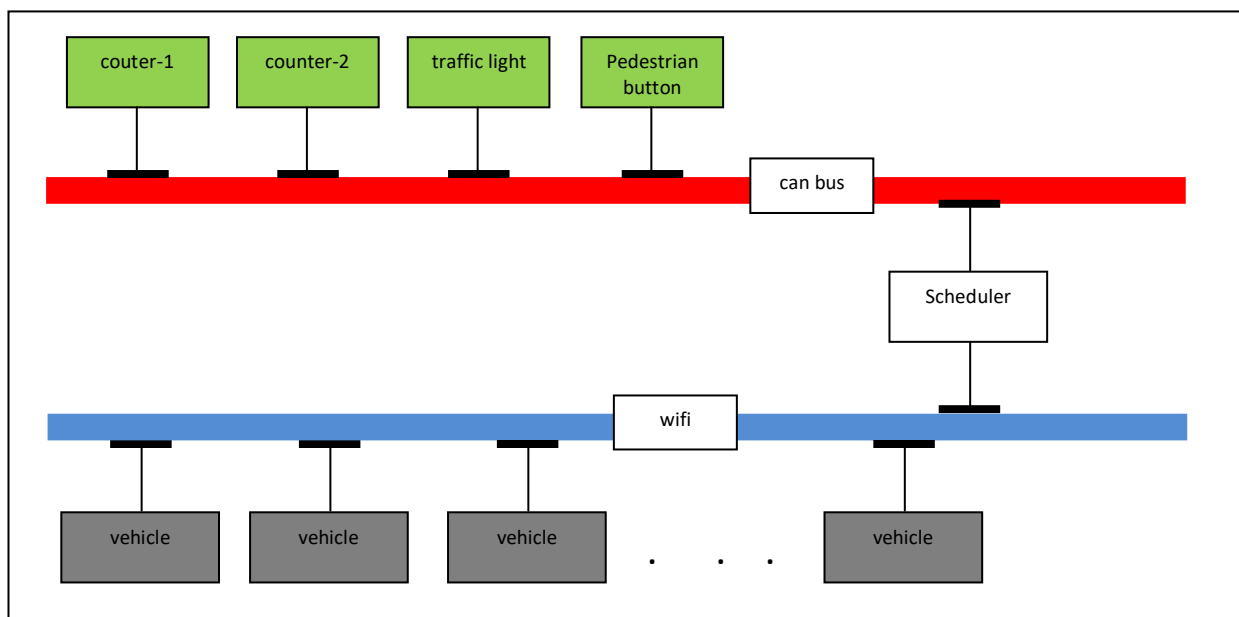 couter-1
counter-2
traffic light
Pedestrian
button
can bus
Scheduler
wifi
vehicle
vehicle
vehicle
. . .
vehicle